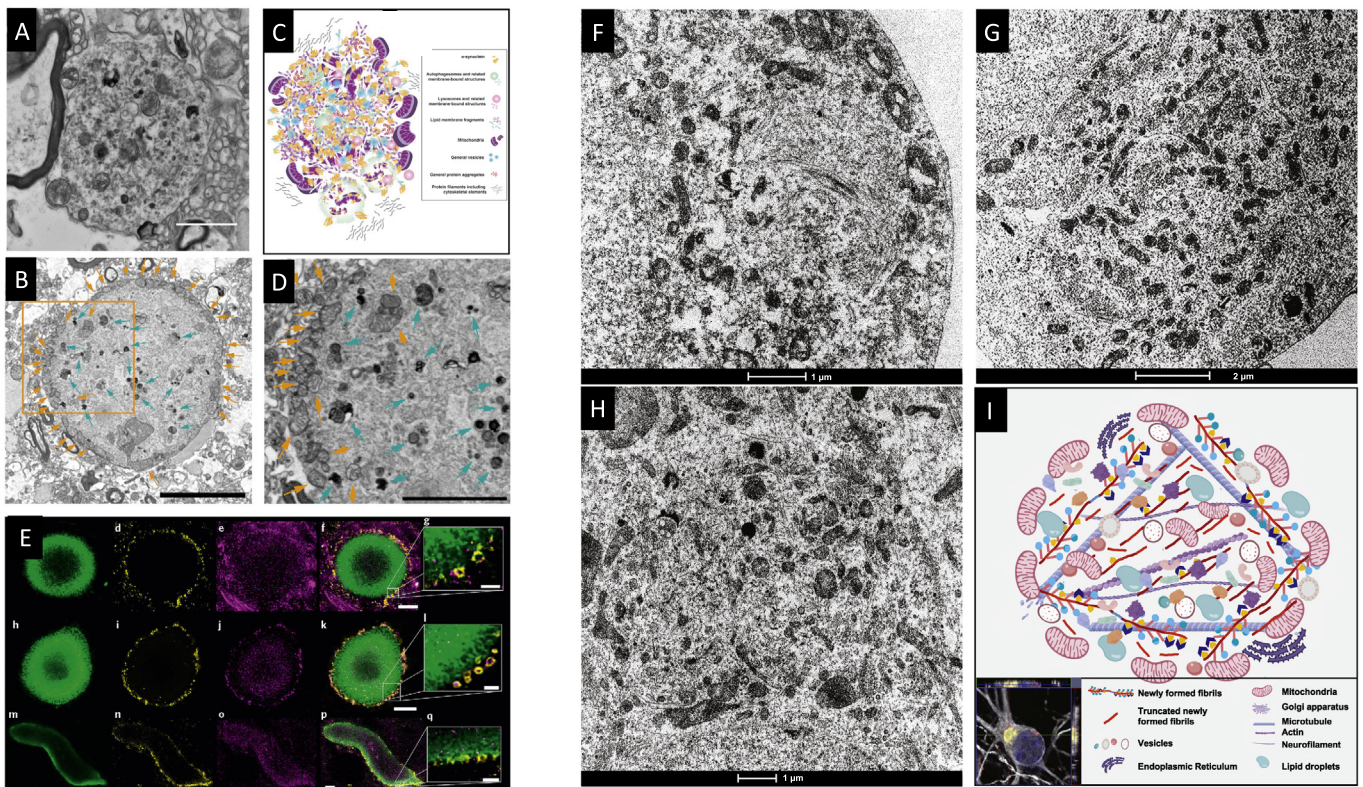 A
C
α-synuclein
Autophagosomes and related
membrane-bound structures
Lysosomes and related
membrane-bound structures
Lipid membrane fragments
Mitochondria
General vesicles
General protein aggregates
Protein filaments including
cytoskeletal elements
B
D
E
d
e
f
g
h
i
j
k
l
m
n
o
p
q
F
1 µm
G
2 µm
H
1 µm
I
Newly formed fibrils
Truncated newly
formed fibrils
Vesicles
Endoplasmic Reticulum
Mitochondria
Golgi apparatus
Microtubule
Actin
Neurofilament
Lipid droplets